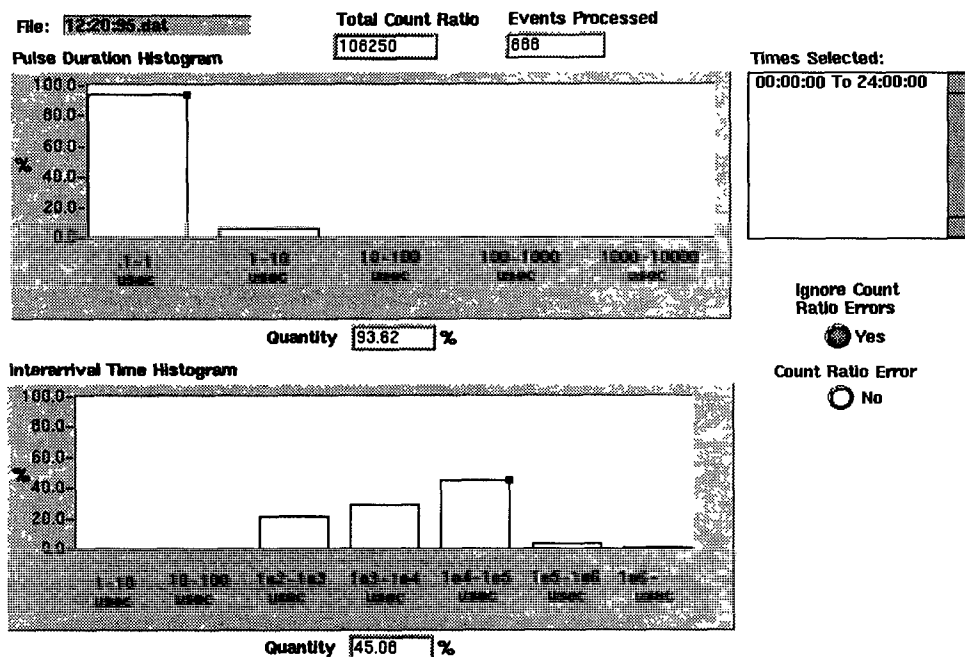 File: 12:20:95.dat
Total Count Ratio
108250
Events Processed
888
Pulse Duration Histogram
Times Selected:
00:00:00 To 24:00:00
100.0-
80.0-
60.0-
%
40.0-
20.0-
0.0-
.1-1 usec
1-10 usec
10-100 usec
100-1000 usec
1000-10000 usec
Quantity 93.62 %
Ignore Count
Ratio Errors
Yes
Count Ratio Error
No
Interarrival Time Histogram
100.0-
80.0-
60.0-
%
40.0-
20.0-
0.0-
1-10 usec
10-100 usec
1e2-1e3 usec
1e3-1e4 usec
1e4-1e5 usec
1e5-1e6 usec
1e6- usec
Quantity 45.08 %